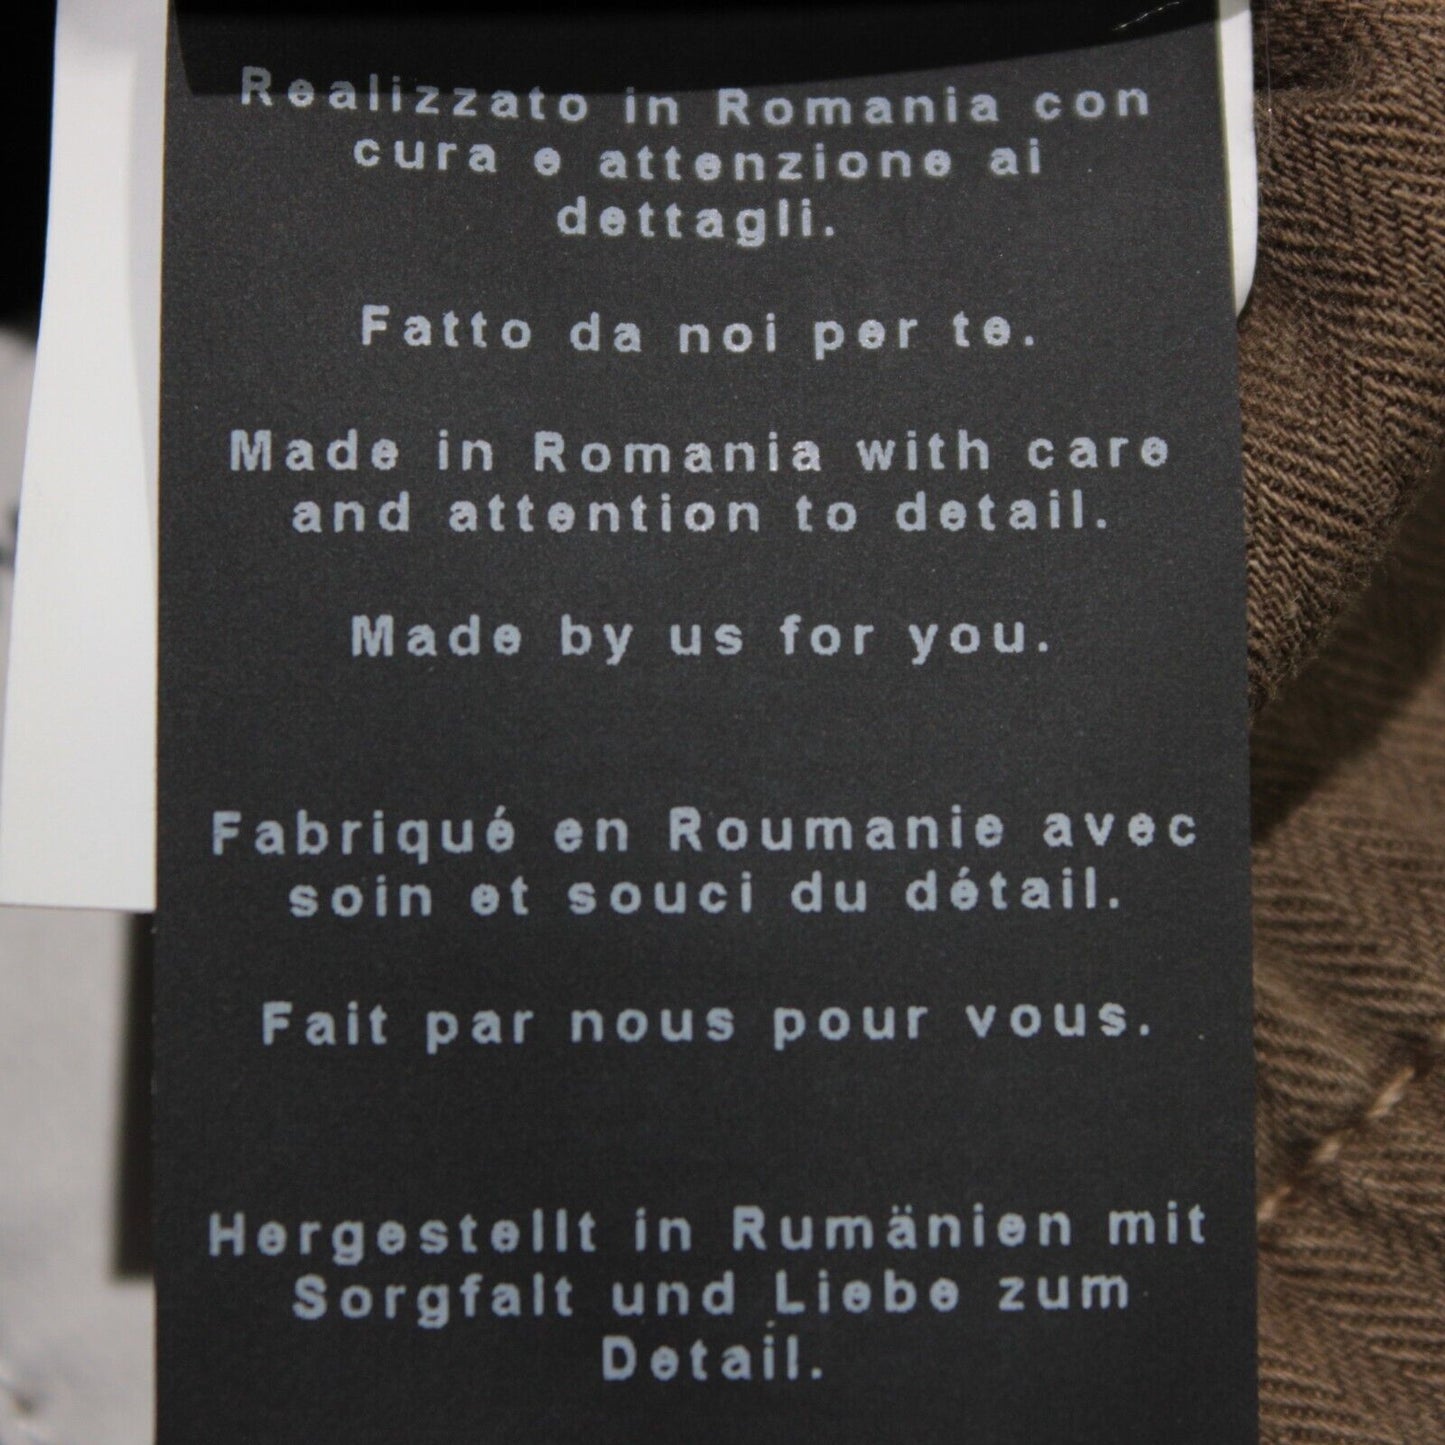 Realizzato in Romania con
cura e attenzione ai
dettagli.
Fatto da noi per te.
Made in Romania with care
and attention to detail.
Made by us for you.
Fabriqué en Roumanie avec
soin et souci du détail.
Fait par nous pour vous.
Hergestellt in Rumänien mit
Sorgfalt und Liebe zum
Detail.